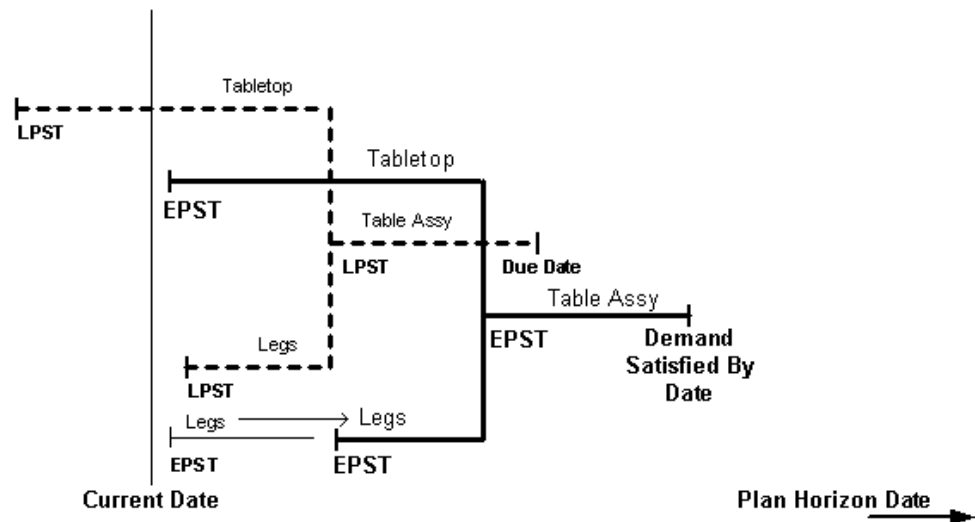 Tabletop
LPST
Tabletop
EPST
Table Assy
LPST
Due Date
Table Assy
EPST
Demand
Satisfied By
Date
Legs
LPST
Legs
Legs
EPST
EPST
Current Date
Plan Horizon Date